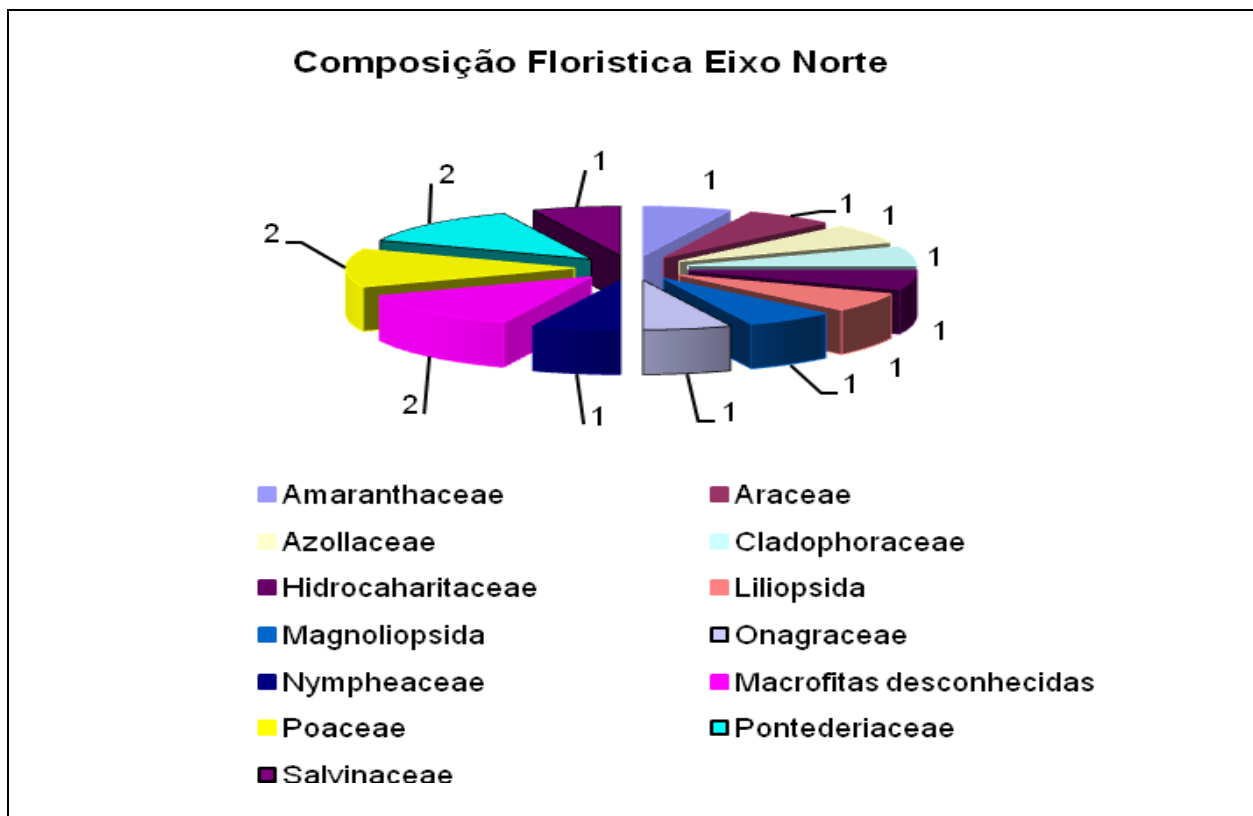 Composição Floristica Eixo Norte
1
1
2
1
1
2
1
1
1
2
1
1
1
Amaranthaceae
Araceae
Azollaceae
Cladophoraceae
Hidrocaharitaceae
Liliopsida
Magnoliopsida
Onagraceae
Nympheaceae
Macrofitas desconhecidas
Poaceae
Pontederiaceae
Salvinaceae